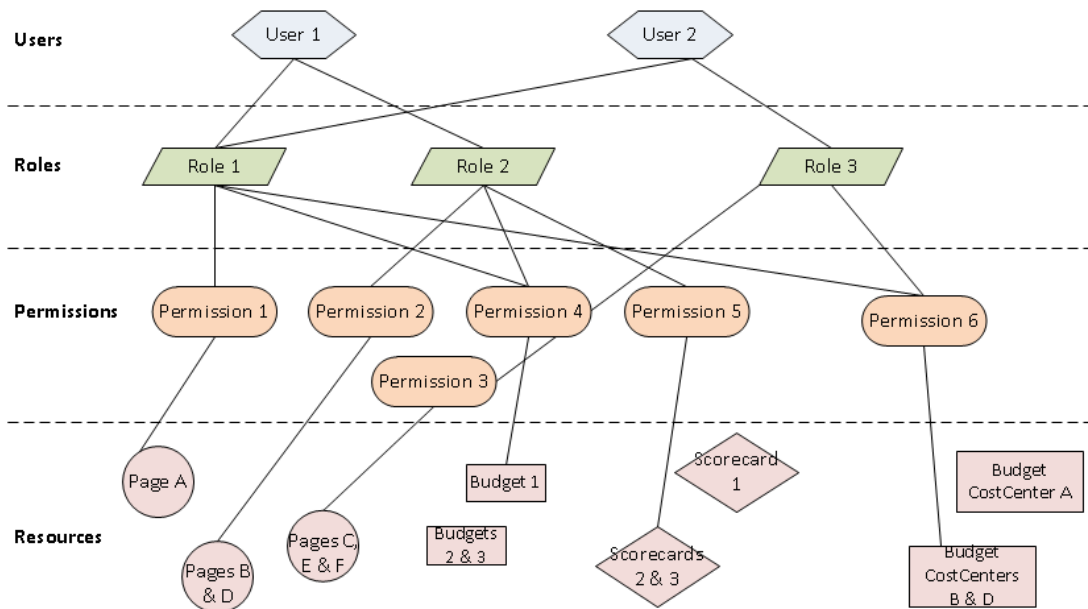 Users
User 1
User 2
Roles
Role 1
Role 2
Role 3
Permissions
Permission 1
Permission 2
Permission 4
Permission 5
Permission 6
Permission 3
Resources
Page A
Budget 1
Scorecard
1
Budget
CostCenter A
Pages B
& D
Pages C,
E & F
Budgets
2 & 3
Scorecards
2 & 3
Budget
CostCenters
B & D